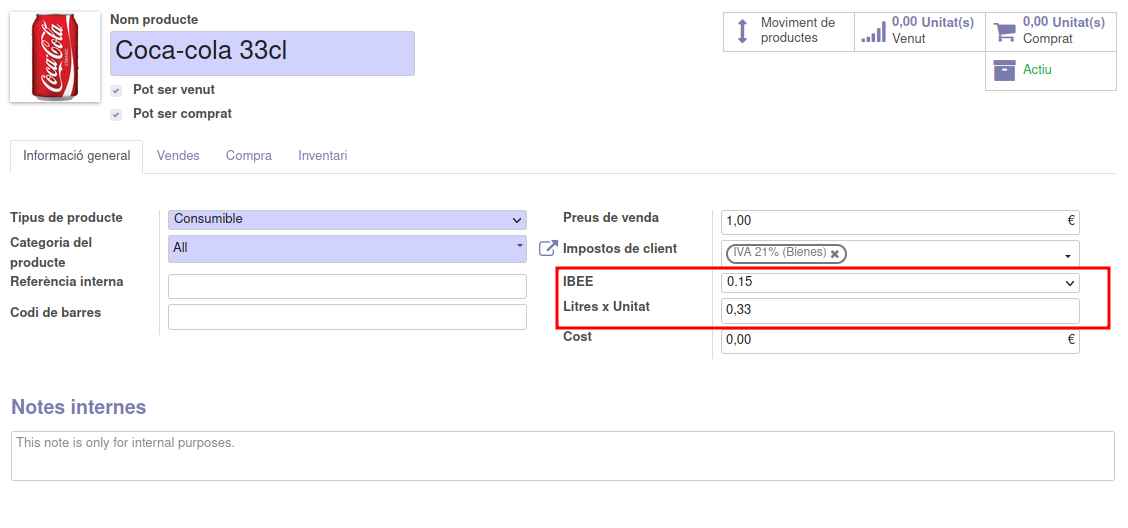 Coca-Cola
Nom producte
Coca-cola 33cl
Pot ser venut
Pot ser comprat
Moviment de
productes
0,00 Unitat(s)
Venut
0,00 Unitat(s)
Comprat
Actiu
Informació general
Vendes
Compra
Inventari
Tipus de producte
Consumible
Categoria del
producte
All
Referència interna
Codi de barres
Preus de venda
1,00 €
Impostos de client
IVA 21% (Bienes)
IBEE
0.15
Litres x Unitat
0,33
Cost
0,00 €
Notes internes
This note is only for internal purposes.